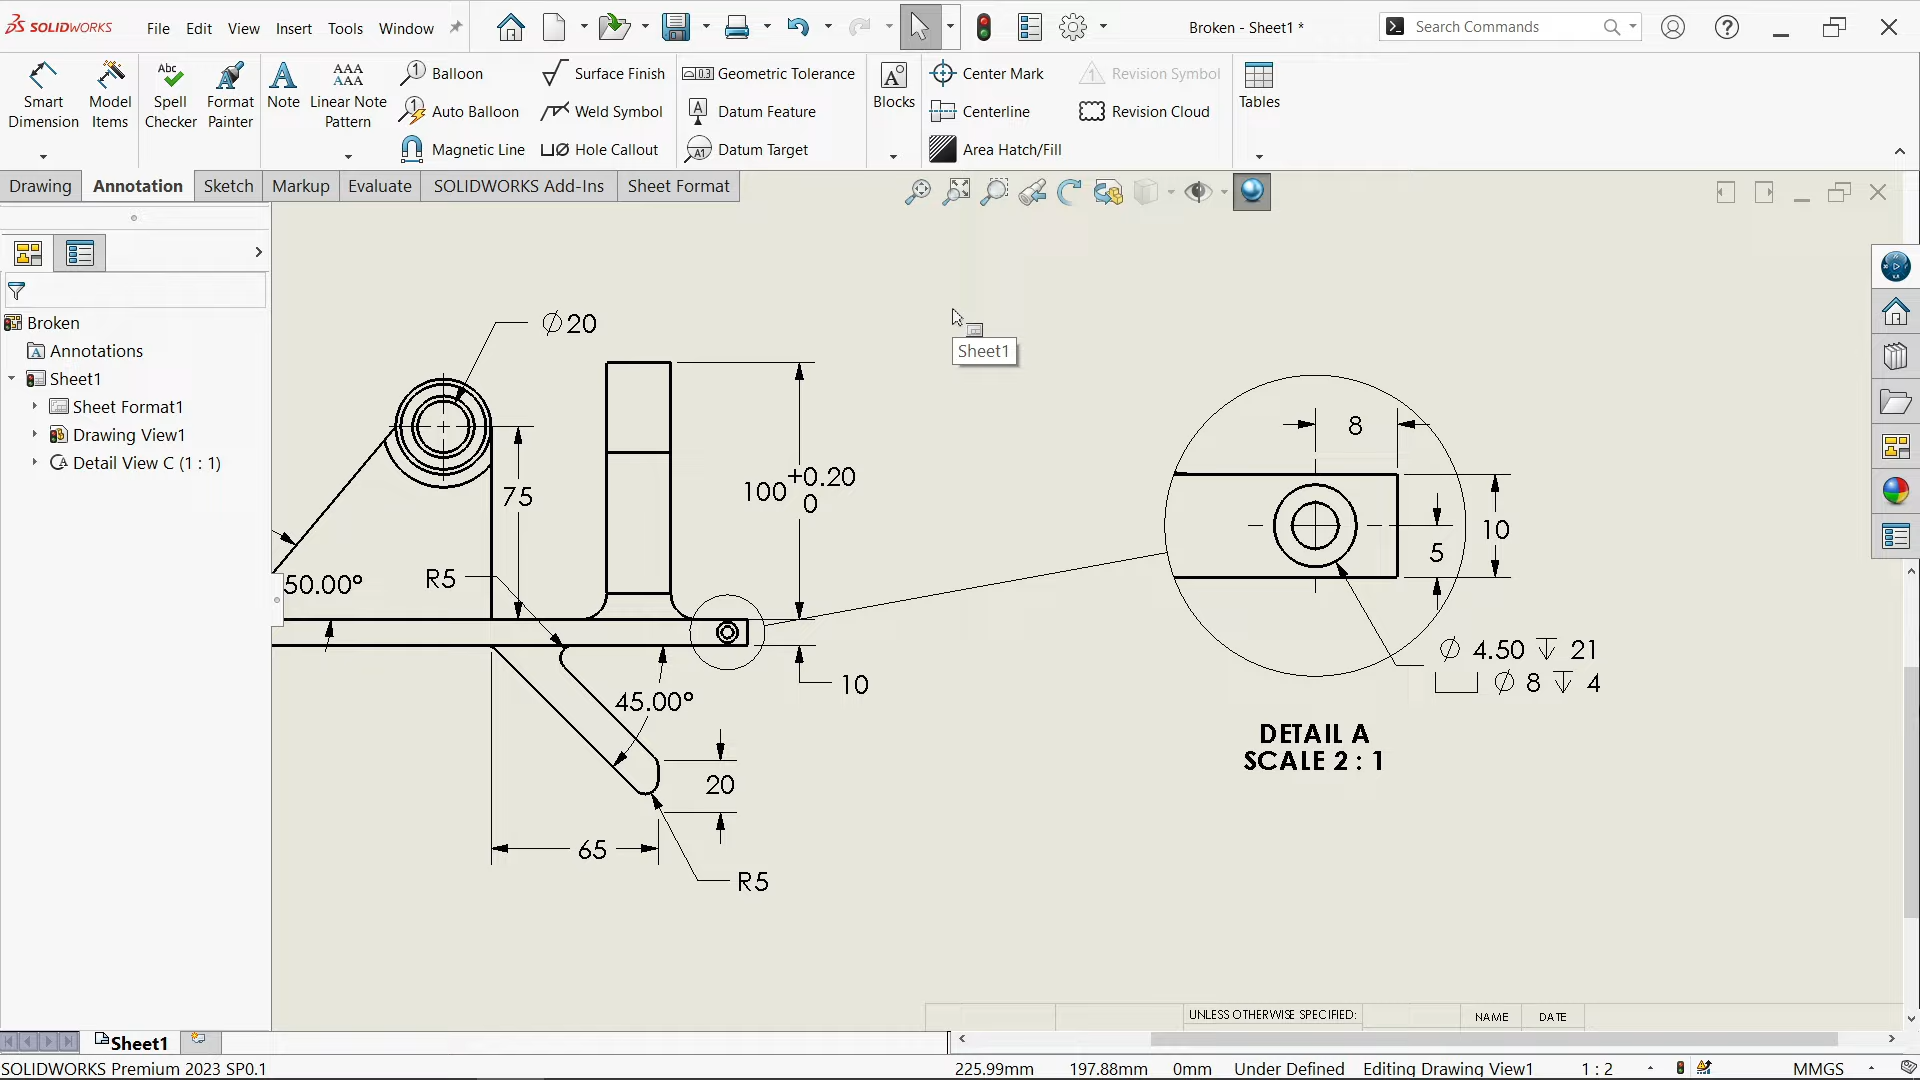 SOLIDWORKS
File Edit View Insert Tools Window
Broken - Sheet1 *
Search Commands
Smart Dimension
Model Items
Abc
Spell Checker
Format Painter
Note
AAA
AAA
Linear Note Pattern
Balloon
Auto Balloon
Magnetic Line
Surface Finish
Weld Symbol
Hole Callout
Geometric Tolerance
Datum Feature
Datum Target
Blocks
Center Mark
Centerline
Area Hatch/Fill
Revision Symbol
Revision Cloud
Tables
Drawing Annotation Sketch Markup Evaluate SOLIDWORKS Add-Ins Sheet Format
Broken
Annotations
Sheet1
Sheet Format1
Drawing View1
Detail View C (1 : 1)
Sheet1
∅20
75
100 +0.20
0
50.00°
R5
10
45.00°
20
65
R5
8
10
5
∅ 4.50 ↧ 21
⌴ ∅ 8 ↧ 4
DETAIL A
SCALE 2 : 1
UNLESS OTHERWISE SPECIFIED:
NAME
DATE
Sheet1
SOLIDWORKS Premium 2023 SP0.1
225.99mm 197.88mm 0mm Under Defined Editing Drawing View1 1 : 2 MMGS